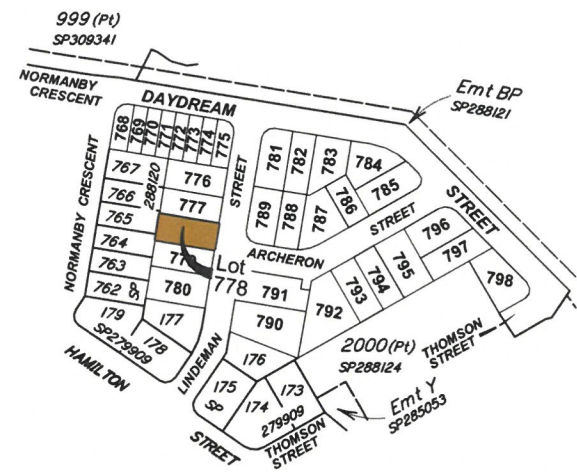 999 (Pt)
SP309341
NORMANBY
CRESCENT
DAYDREAM
Emt BP
SP288121
768
769
770
771
772
773
774
775
STREET
781
782
783
784
785
786
787
788
789
767
766
765
764
763
762
288120
SP
776
777
NORMANBY CRESCENT
STREET
ARCHERON
STREET
796
797
798
795
794
793
792
Lot
778
77
780
791
790
179
SP279909
178
177
176
HAMILTON
LINDEMAN
2000 (Pt)
SP288124
THOMSON
STREET
175
SP
174
173
279909
STREET
THOMSON
STREET
Emt Y
SP285053